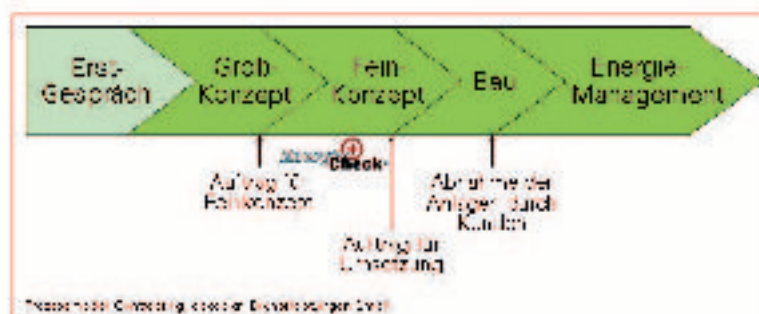 Erst-
Gespräch
Grob-
Konzept
Fein-
Konzept
Bau
Energie-
Management
Check
Auftrag für
Feinkonzept
Abnahme der
Anlagen durch
Kunden
Auftrag für
Umsetzung